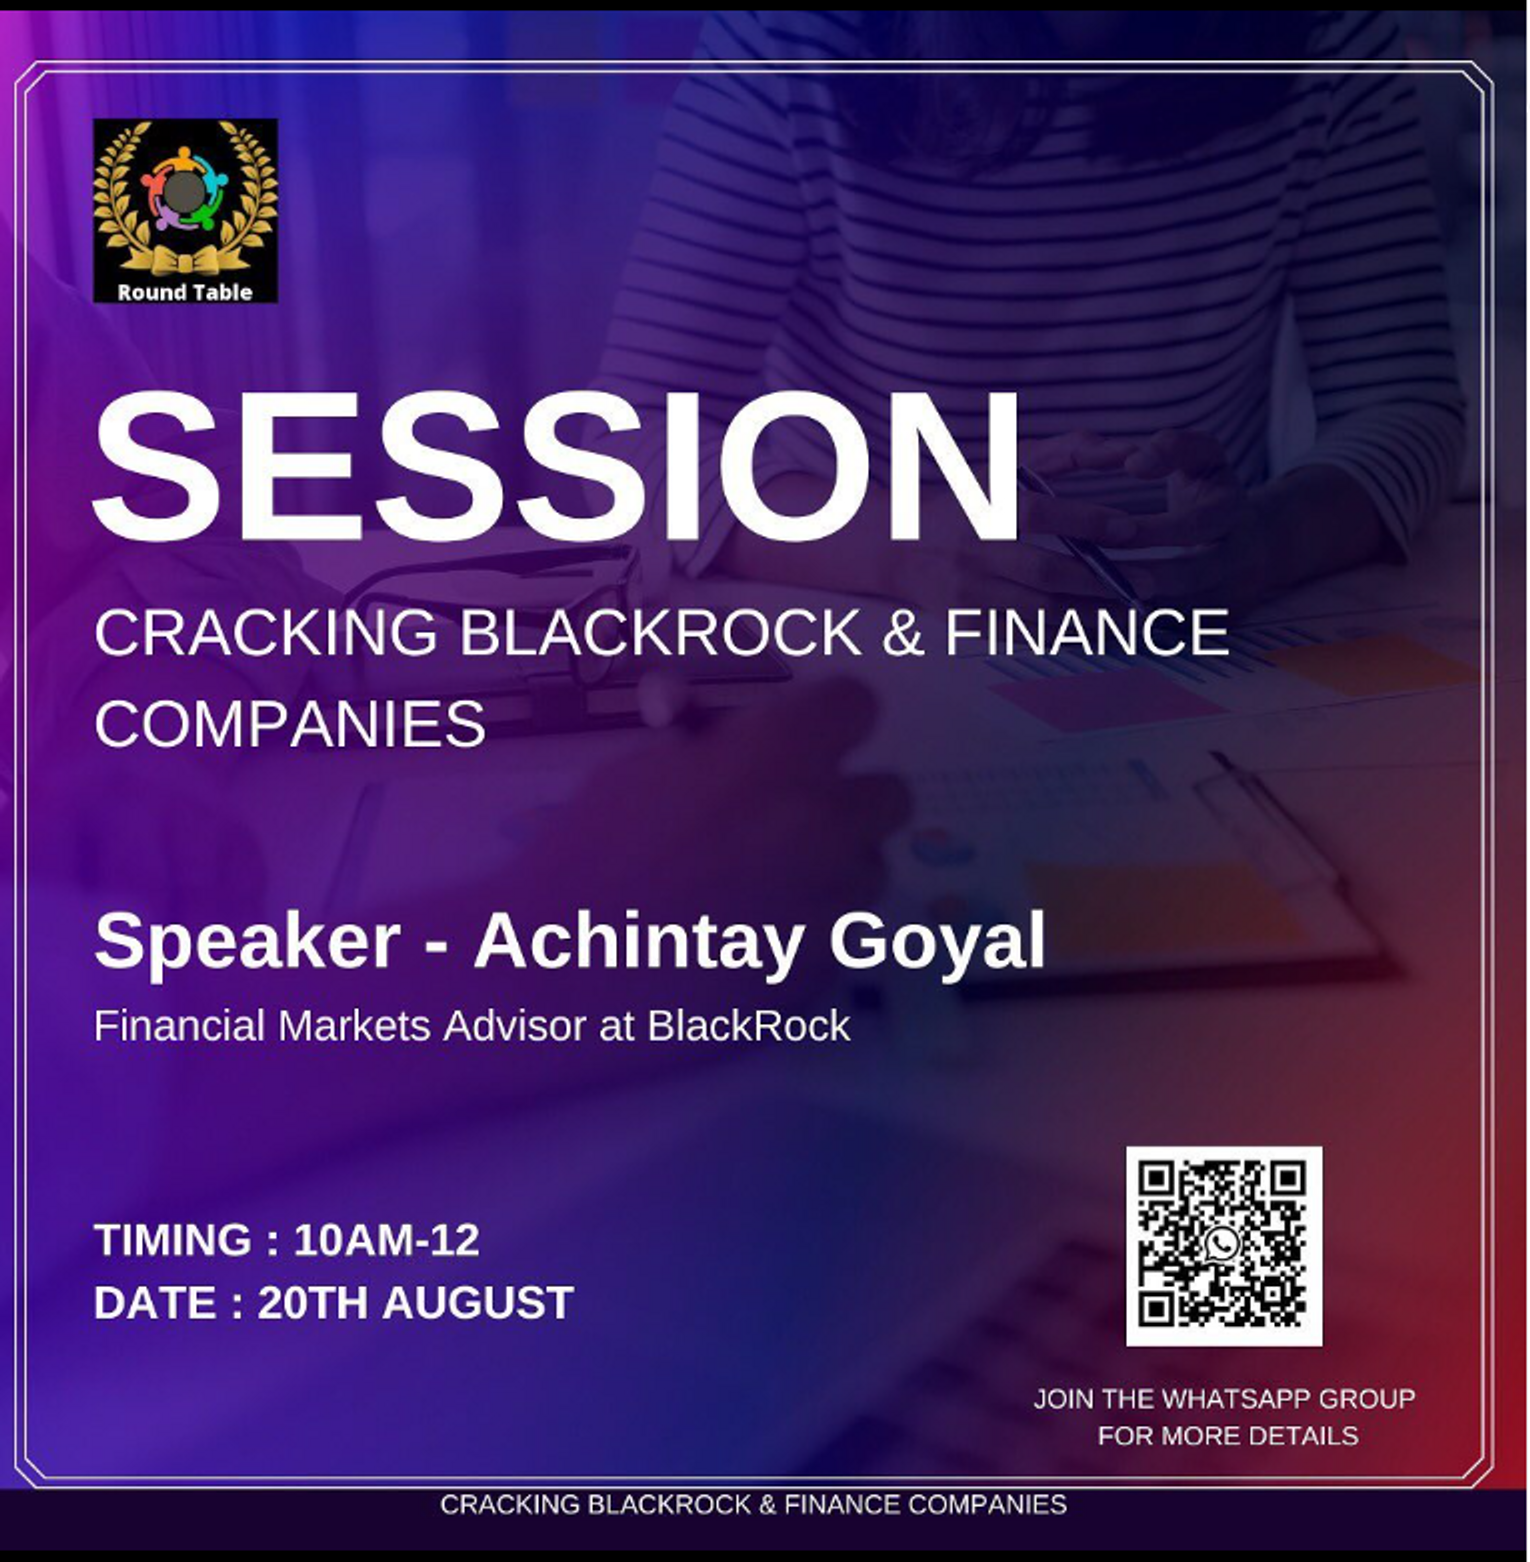 Round Table
SESSION
CRACKING BLACKROCK & FINANCE
COMPANIES
Speaker - Achintay Goyal
Financial Markets Advisor at BlackRock
TIMING : 10AM-12
DATE : 20TH AUGUST
JOIN THE WHATSAPP GROUP
FOR MORE DETAILS
CRACKING BLACKROCK & FINANCE COMPANIES